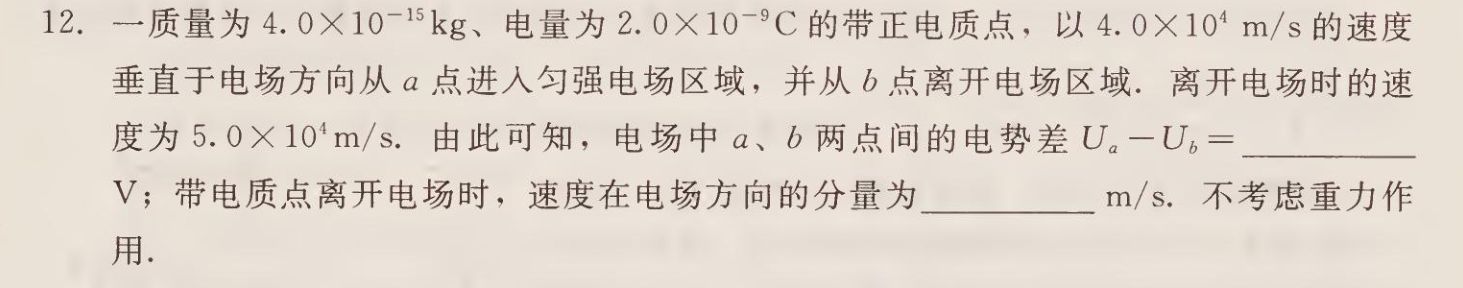 12. 一质量为 4.0×10⁻¹⁵kg、电量为 2.0×10⁻⁹C 的带正电质点，以 4.0×10⁴ m/s 的速度
垂直于电场方向从 a 点进入匀强电场区域，并从 b 点离开电场区域. 离开电场时的速
度为 5.0×10⁴m/s. 由此可知，电场中 a、b 两点间的电势差 Uₐ－U_b＝__________
V；带电质点离开电场时，速度在电场方向的分量为__________ m/s. 不考虑重力作
用.